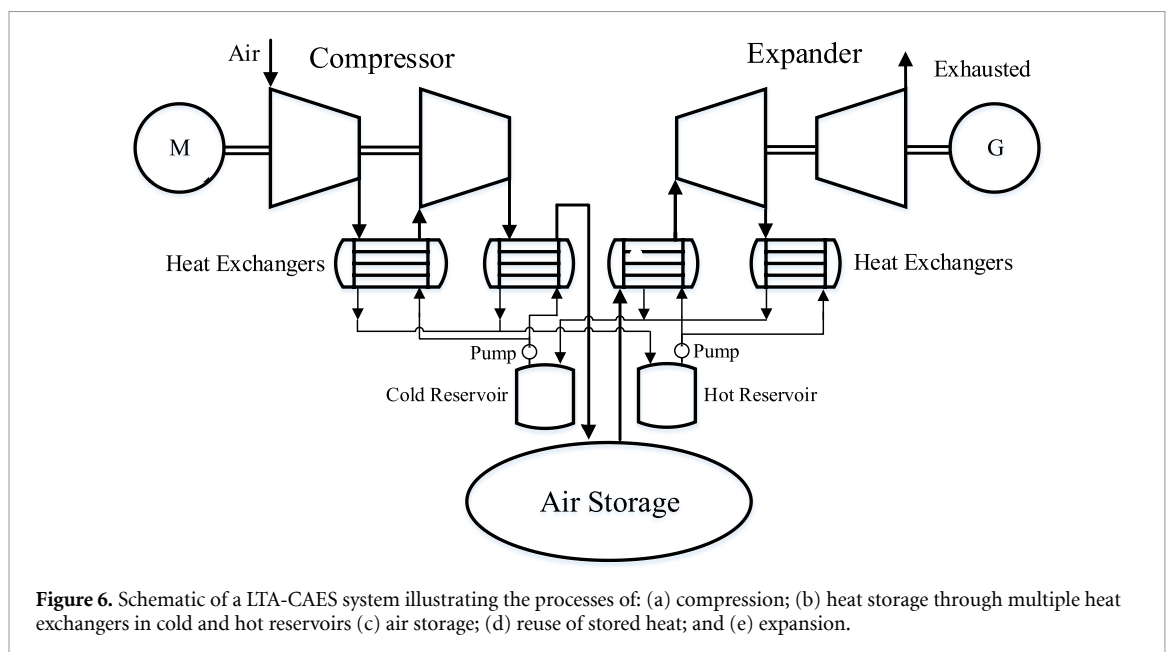 Air
Compressor
Expander
Exhausted
M
G
Heat Exchangers
Heat Exchangers
Pump
Pump
Cold Reservoir
Hot Reservoir
Air Storage
Figure 6. Schematic of a LTA-CAES system illustrating the processes of: (a) compression; (b) heat storage through multiple heat
exchangers in cold and hot reservoirs (c) air storage; (d) reuse of stored heat; and (e) expansion.